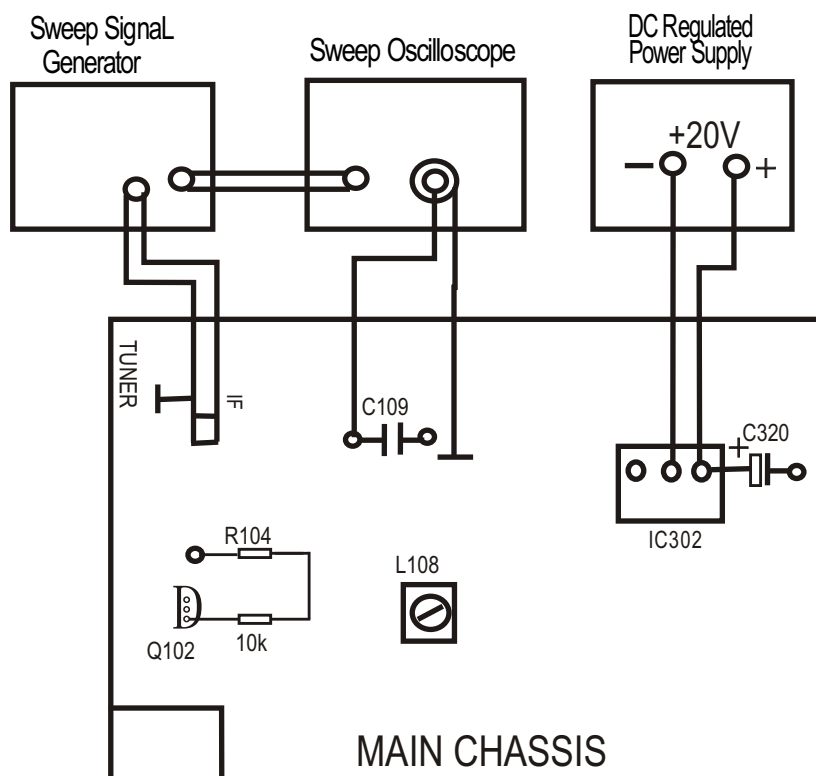 Sweep SignaL
Generator
Sweep Oscilloscope
DC Regulated
Power Supply
+20V
− +
TUNER
IF
C109
+
C320
IC302
R104
L108
Q102
10k
MAIN CHASSIS